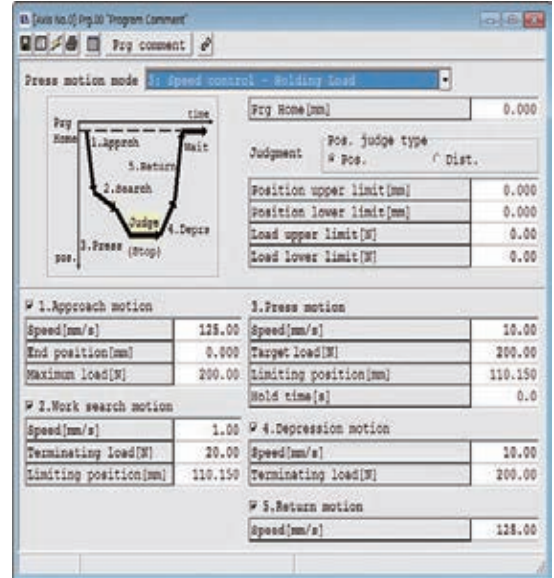 [Axis No.0] Prg.00 "Program Comment"
Prg comment
Press motion mode 3: Speed control - Holding Load
Prg Home
time
1.Approh
Wait
5.Return
2.Search
Judge
4.Deprs
3.Press
(Stop)
pos.
Prg Home[mm] 0.000
Judgment
Pos. judge type
Pos. Dist.
Position upper limit[mm] 0.000
Position lower limit[mm] 0.000
Load upper limit[N] 0.00
Load lower limit[N] 0.00
1.Approach motion
Speed[mm/s] 125.00
End position[mm] 0.000
Maximum load[N] 200.00
2.Work search motion
Speed[mm/s] 1.00
Terminating load[N] 20.00
Limiting position[mm] 110.150
3.Press motion
Speed[mm/s] 10.00
Target load[N] 200.00
Limiting position[mm] 110.150
Hold time[s] 0.0
4.Depression motion
Speed[mm/s] 10.00
Terminating load[N] 200.00
5.Return motion
Speed[mm/s] 125.00